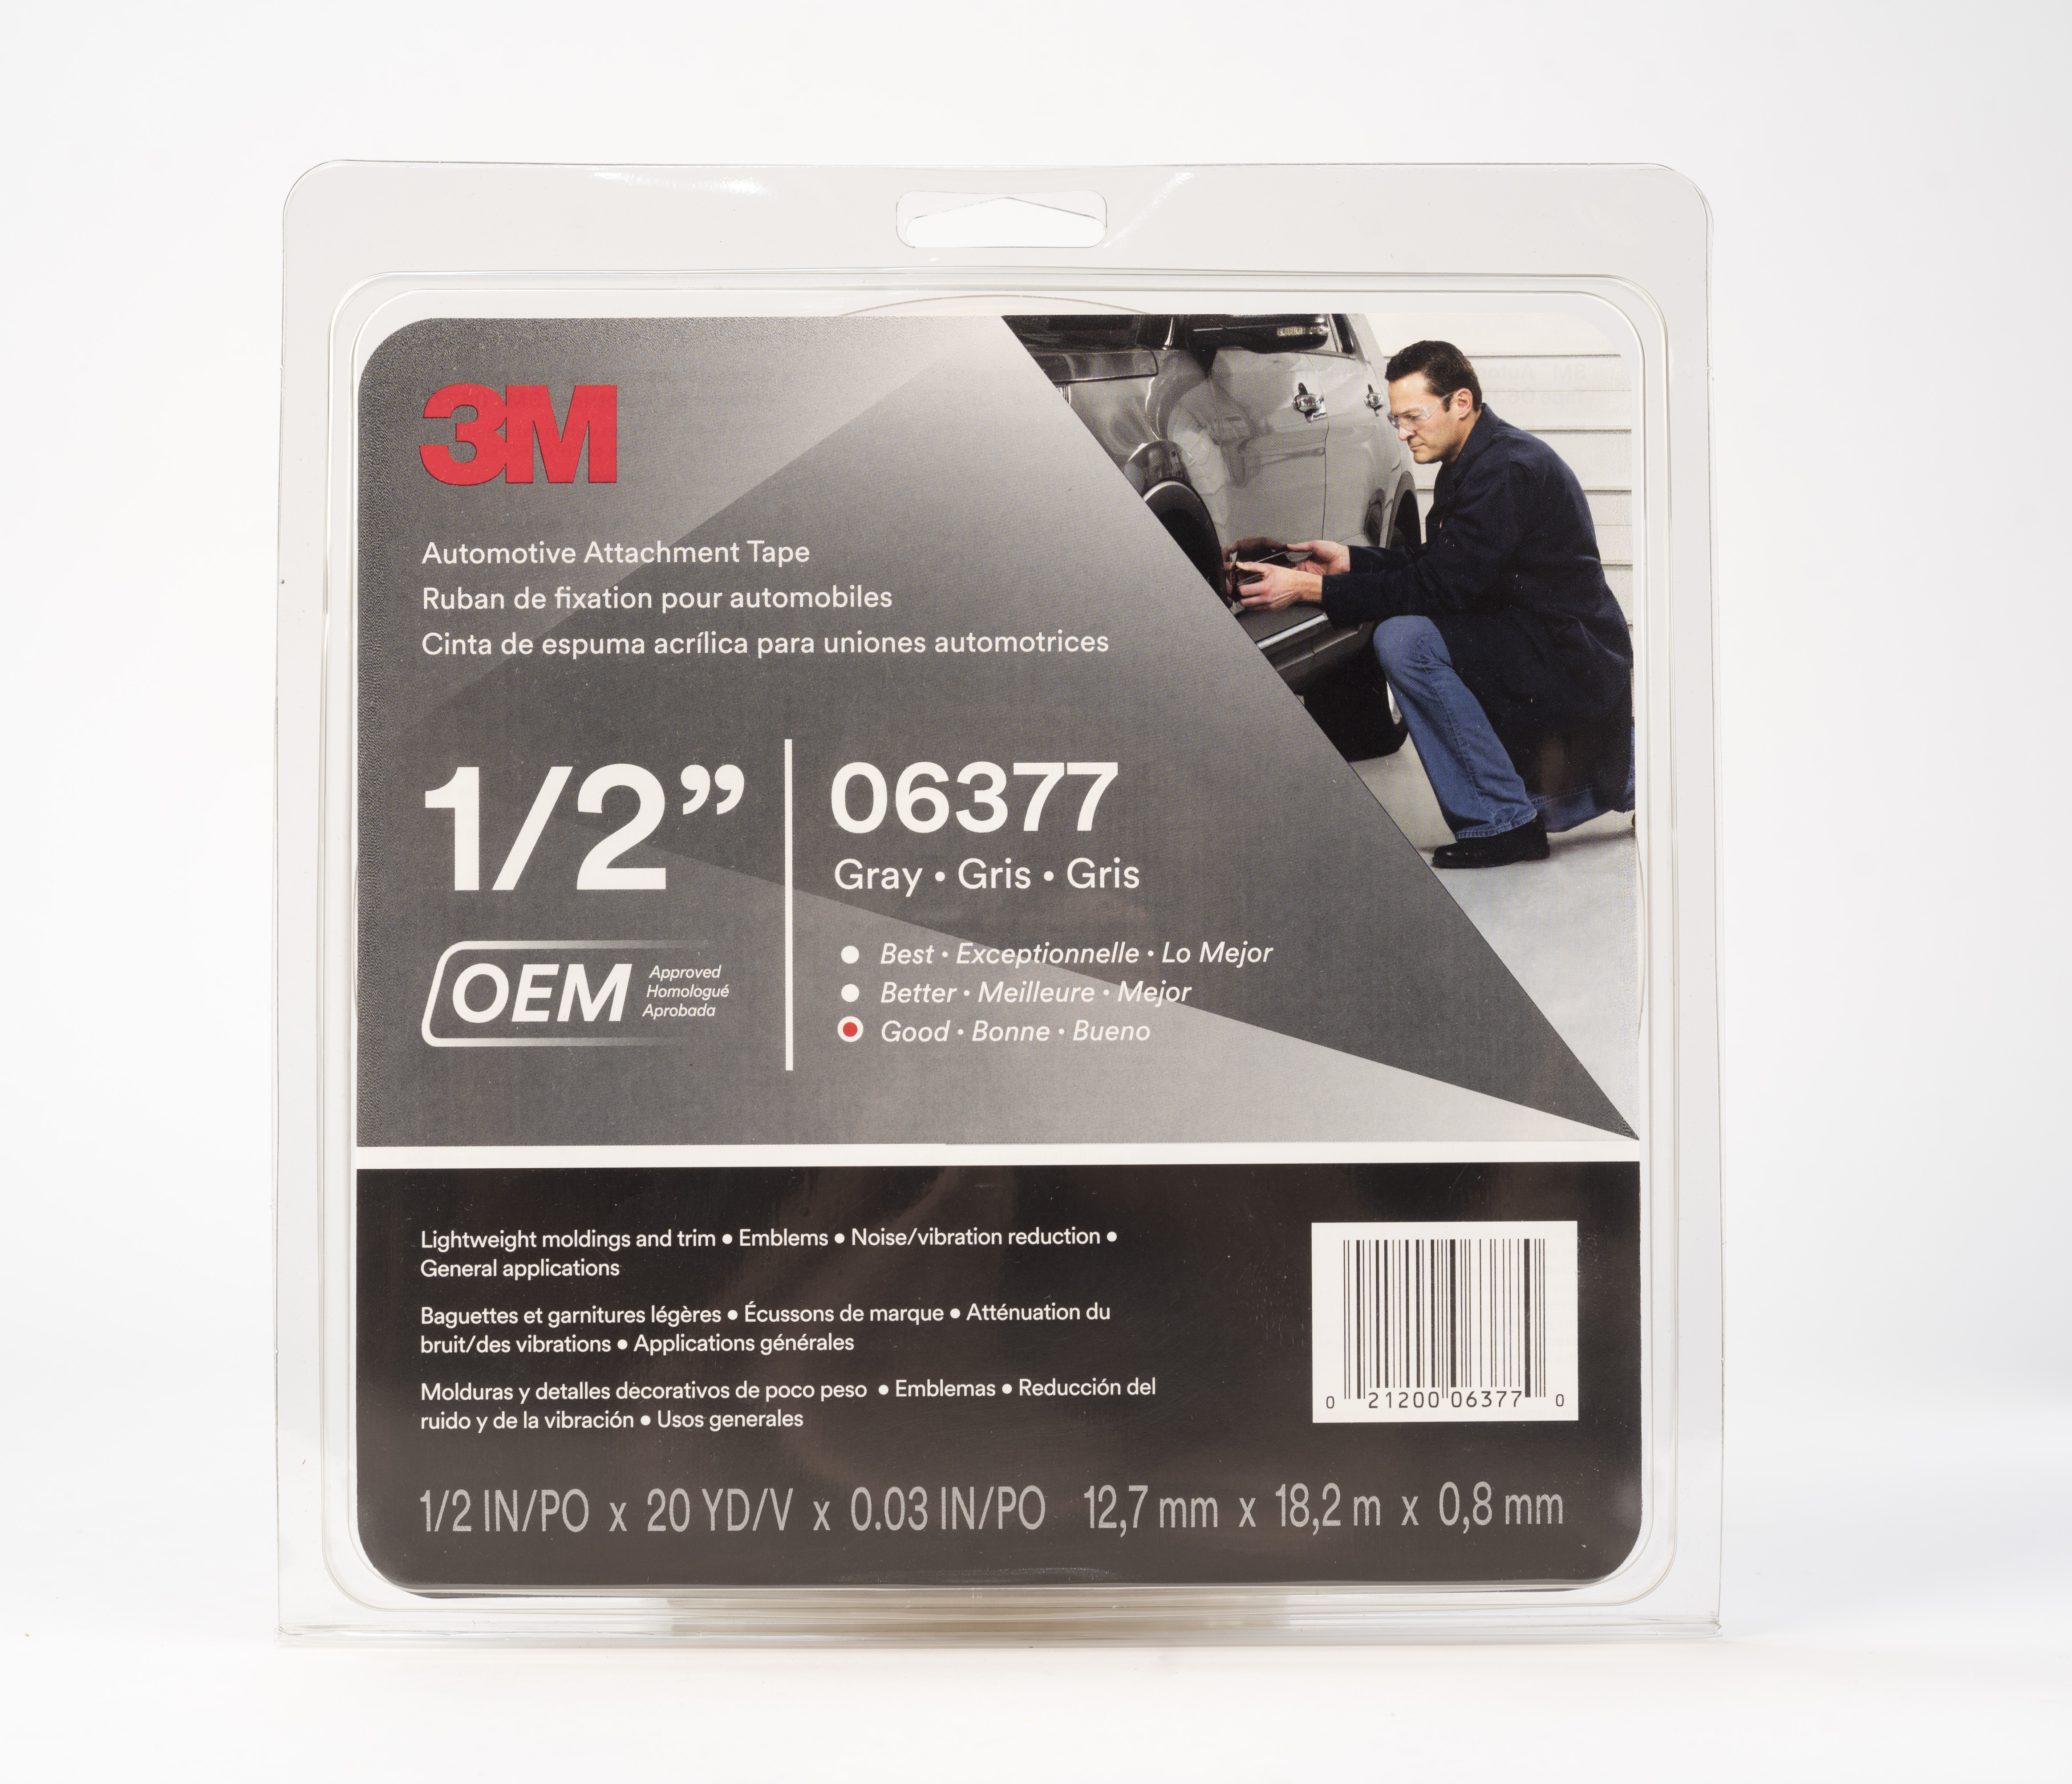 3M
Automotive Attachment Tape
Ruban de fixation pour automobiles
Cinta de espuma acrílica para uniones automotrices
1/2”
06377
Gray • Gris • Gris
OEM
Approved
Homologué
Aprobada
Best • Exceptionnelle • Lo Mejor
Better • Meilleure • Mejor
Good • Bonne • Bueno
Lightweight moldings and trim • Emblems • Noise/vibration reduction •
General applications
Baguettes et garnitures légères • Écussons de marque • Atténuation du
bruit/des vibrations • Applications générales
Molduras y detalles decorativos de poco peso • Emblemas • Reducción del
ruido y de la vibración • Usos generales
0 21200 06377 0
1/2 IN/PO x 20 YD/V x 0.03 IN/PO 12,7 mm x 18,2 m x 0,8 mm